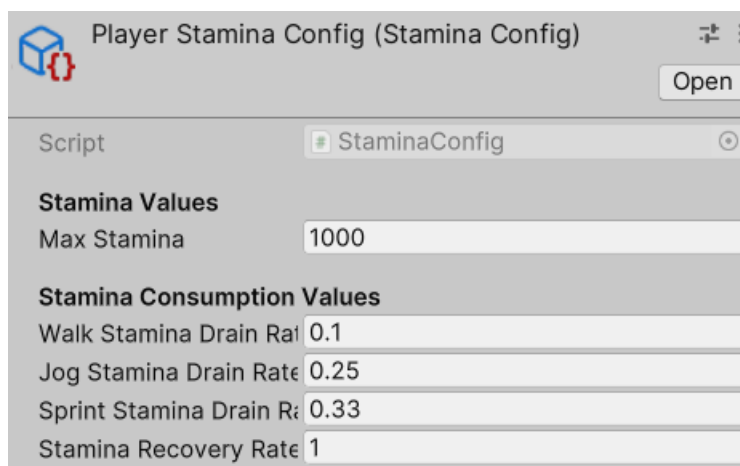 Player Stamina Config (Stamina Config)
Open
Script StaminaConfig
Stamina Values
Max Stamina 1000
Stamina Consumption Values
Walk Stamina Drain Rat 0.1
Jog Stamina Drain Rate 0.25
Sprint Stamina Drain Ra 0.33
Stamina Recovery Rate 1